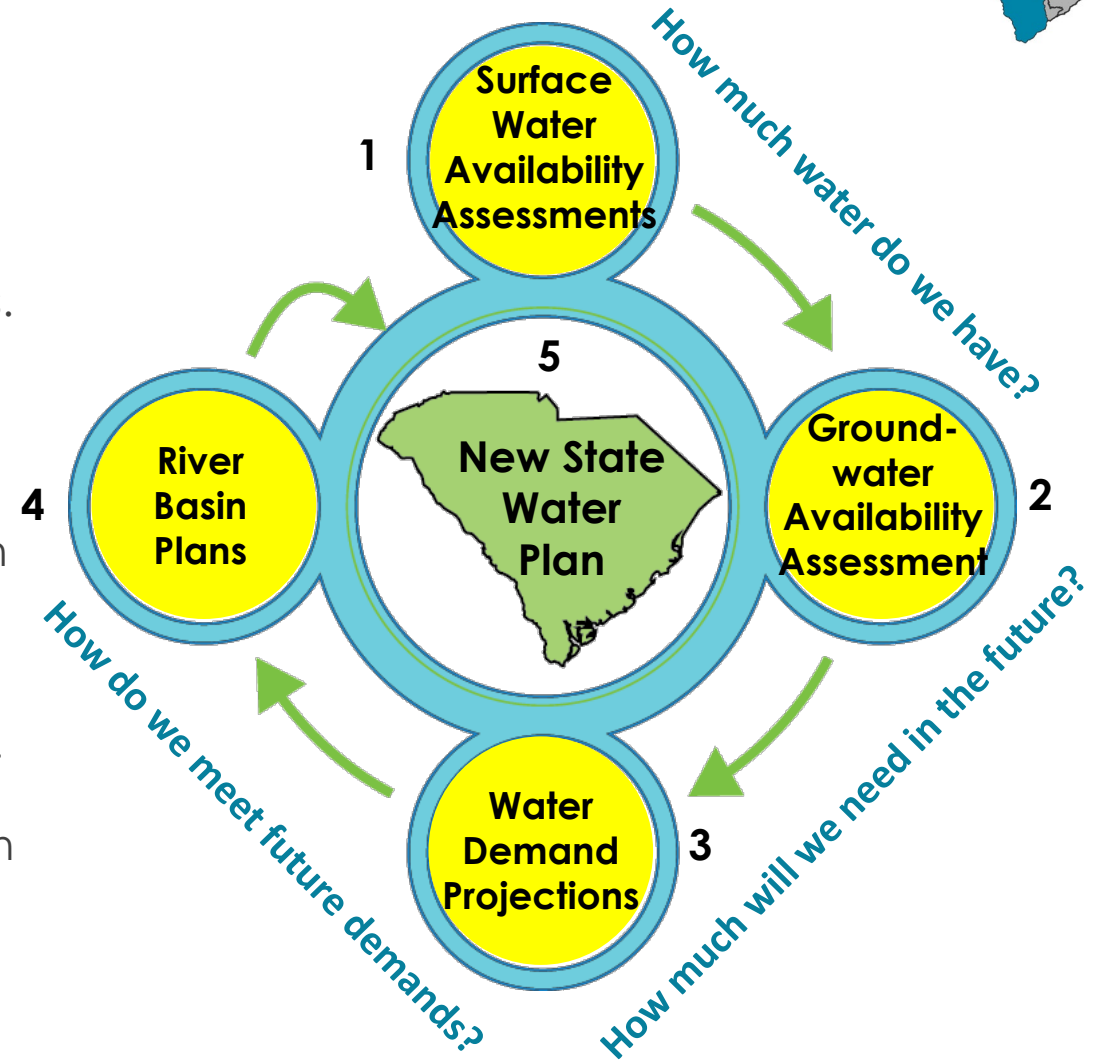 How much water do we have?
1
Surface
Water
Availability
Assessments
5
New State
Water
Plan
Ground-
water
Availability
Assessment
2
How much will we need in the future?
Water
Demand
Projections
3
How do we meet future demands?
River
Basin
Plans
4